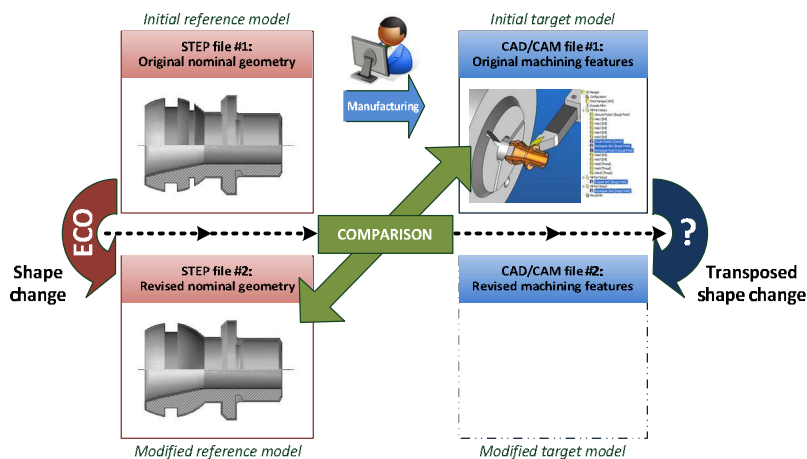 Initial reference model
Initial target model
STEP file #1:
Original nominal geometry
CAD/CAM file #1:
Original machining features
Manufacturing
ECO
COMPARISON
?
Shape
change
STEP file #2:
Revised nominal geometry
CAD/CAM file #2:
Revised machining features
Transposed
shape change
Modified reference model
Modified target model